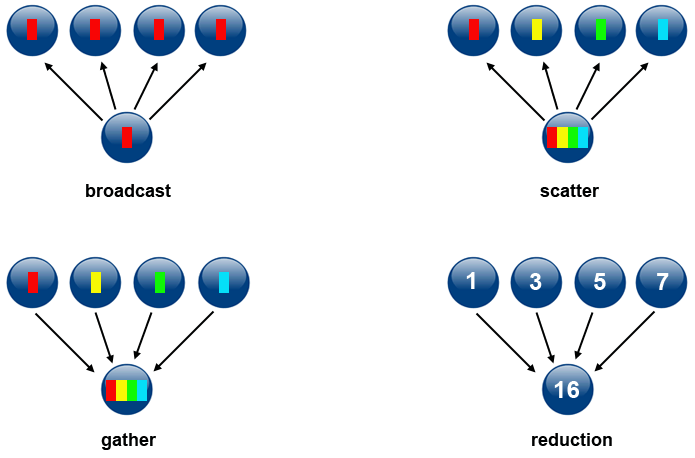 broadcast
scatter
1 3 5 7
16
gather
reduction